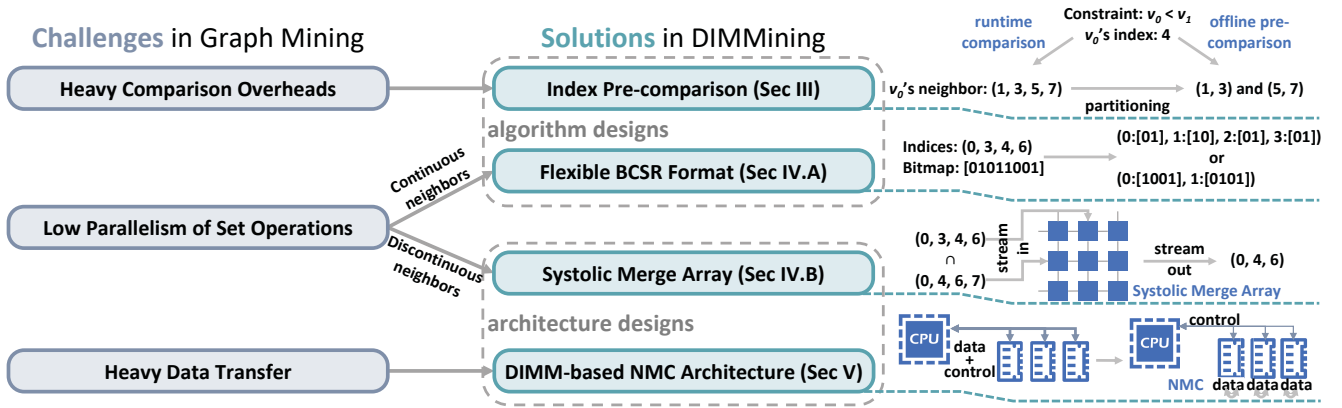 Challenges in Graph Mining
Heavy Comparison Overheads
Low Parallelism of Set Operations
Heavy Data Transfer
Continuous
neighbors
Discontinuous
neighbors
Solutions in DIMMining
Index Pre-comparison (Sec III)
algorithm designs
Flexible BCSR Format (Sec IV.A)
Systolic Merge Array (Sec IV.B)
architecture designs
DIMM-based NMC Architecture (Sec V)
runtime
comparison
Constraint: v₀ < v₁
v₀'s index: 4
offline pre-
comparison
v₀'s neighbor: (1, 3, 5, 7)
partitioning
(1, 3) and (5, 7)
Indices: (0, 3, 4, 6)
Bitmap: [01011001]
(0:[01], 1:[10], 2:[01], 3:[01])
or
(0:[1001], 1:[0101])
(0, 3, 4, 6)
∩
(0, 4, 6, 7)
stream
in
stream
out
(0, 4, 6)
Systolic Merge Array
CPU
data
+
control
CPU
control
NMC
data data data